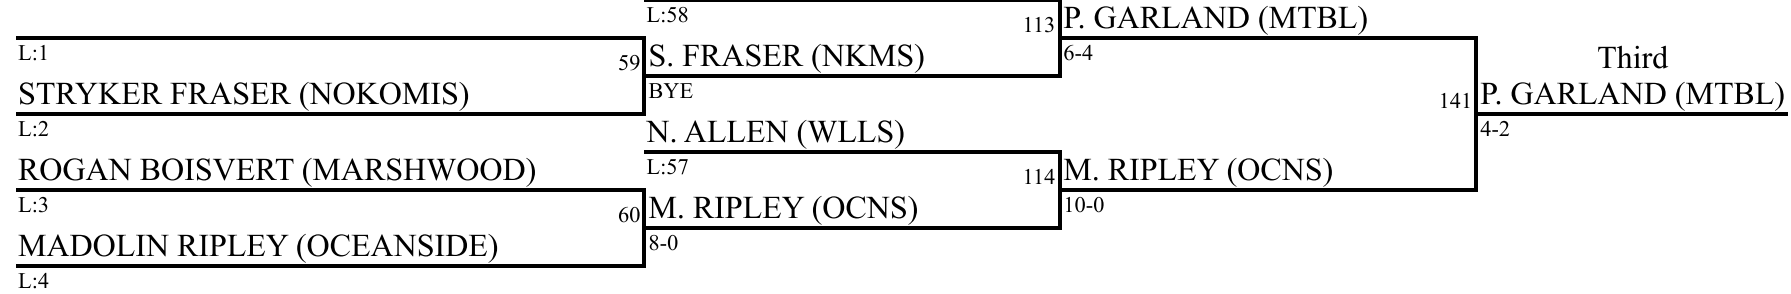 L:58
113
P. GARLAND (MTBL)
L:1
59
S. FRASER (NKMS)
6-4
Third
STRYKER FRASER (NOKOMIS)
BYE
141
P. GARLAND (MTBL)
L:2
N. ALLEN (WLLS)
4-2
ROGAN BOISVERT (MARSHWOOD)
L:57
114
M. RIPLEY (OCNS)
L:3
60
M. RIPLEY (OCNS)
10-0
MADOLIN RIPLEY (OCEANSIDE)
8-0
L:4